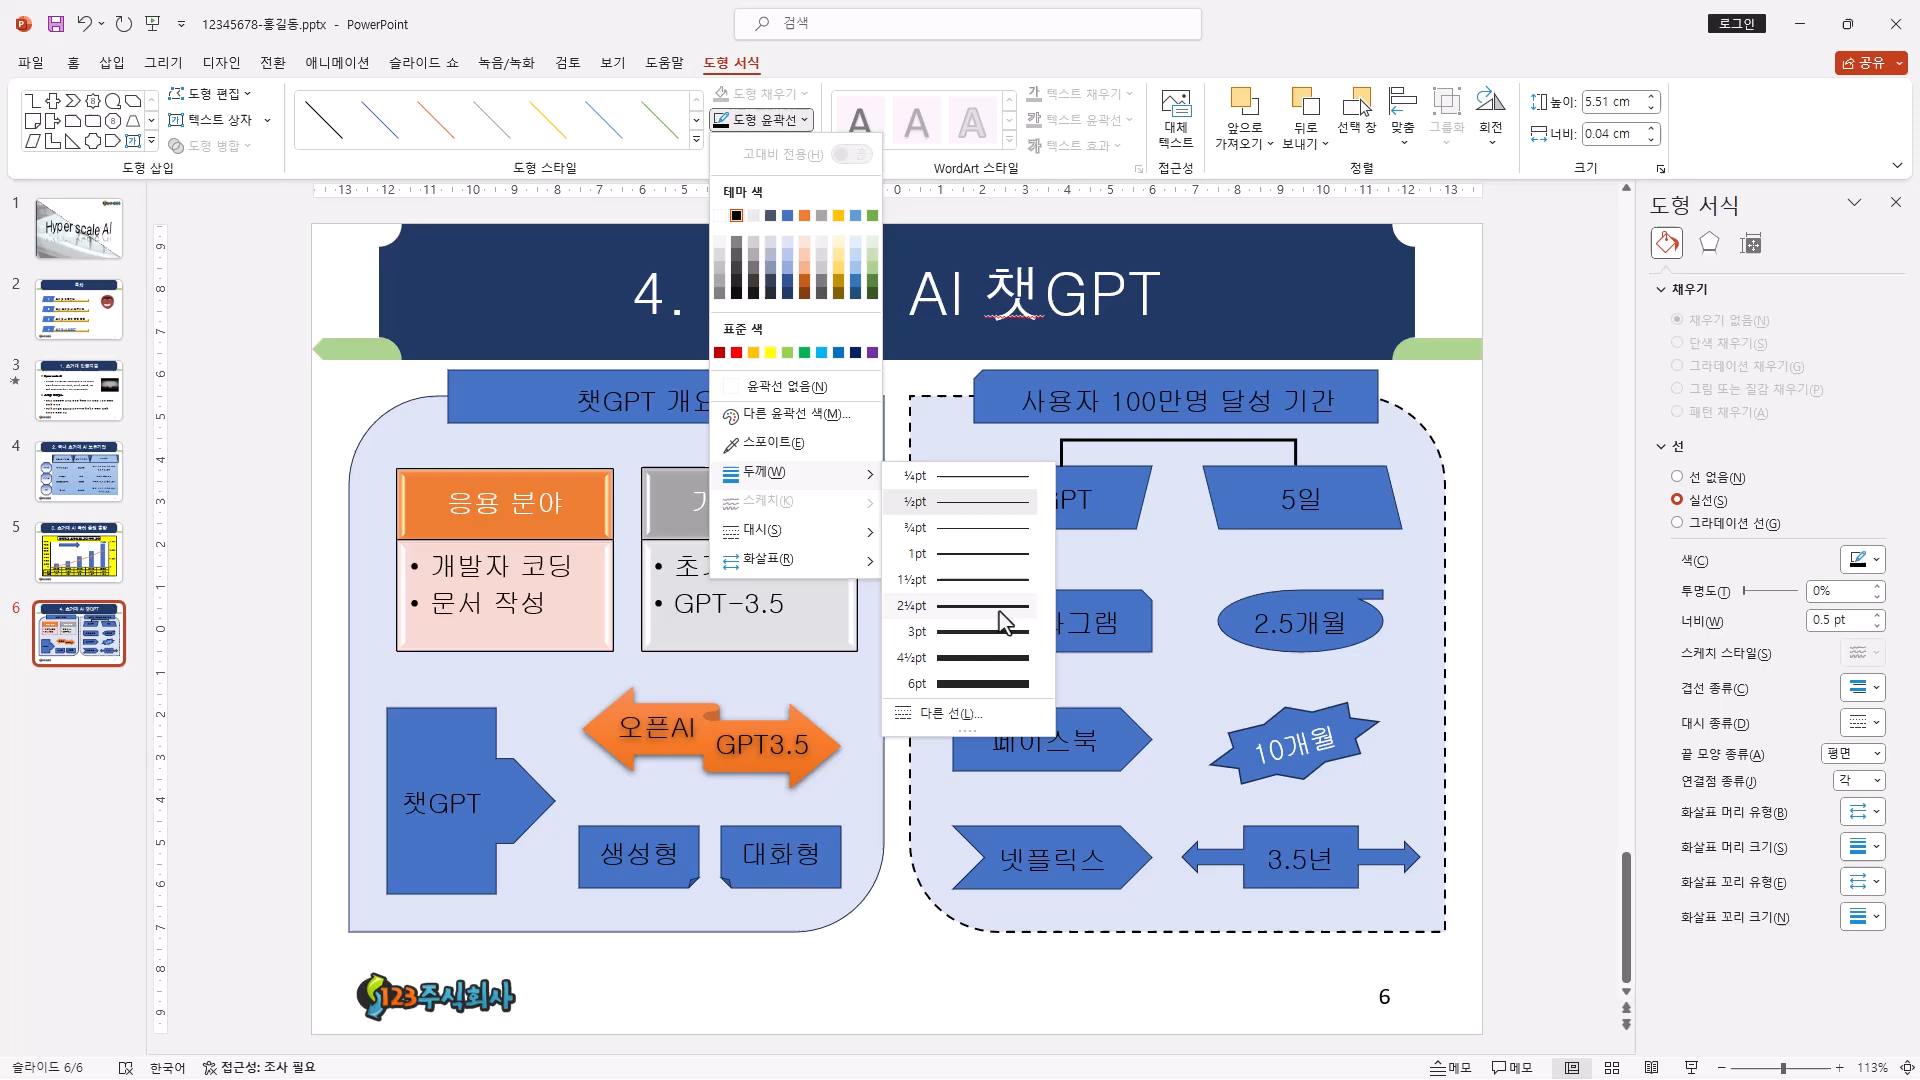 12345678-홍길동.pptx - PowerPoint
검색
로그인
파일 홈 삽입 그리기 디자인 전환 애니메이션 슬라이드 쇼 녹음/녹화 검토 보기 도움말 도형 서식
공유
도형 편집
텍스트 상자
도형 병합
도형 삽입
도형 스타일
도형 채우기
도형 윤곽선
WordArt 스타일
텍스트 채우기
텍스트 윤곽선
텍스트 효과
대체 텍스트
접근성
앞으로 가져오기
뒤로 보내기
선택 창
맞춤
그룹화
회전
정렬
높이: 5.51 cm
너비: 0.04 cm
크기
고대비 전용(H)
테마 색
표준 색
윤곽선 없음(N)
다른 윤곽선 색(M)...
스포이트(E)
두께(W)
스케치(K)
대시(S)
화살표(R)
¼pt
½pt
¾pt
1pt
1½pt
2¼pt
3pt
4½pt
6pt
다른 선(L)...
1
Hyper scale AI
2
3
4
5
6
4. AI 챗GPT
챗GPT 개요
사용자 100만명 달성 기간
응용 분야
• 개발자 코딩
• 문서 작성
• GPT-3.5
5일
2.5개월
오픈AI
GPT3.5
챗GPT
생성형
대화형
페이스북
10개월
넷플릭스
3.5년
123주식회사
6
도형 서식
채우기
채우기 없음(N)
단색 채우기(S)
그라데이션 채우기(G)
그림 또는 질감 채우기(P)
패턴 채우기(A)
선
선 없음(N)
실선(S)
그라데이션 선(G)
색(C)
투명도(T) 0%
너비(W) 0.5 pt
스케치 스타일(S)
겹선 종류(C)
대시 종류(D)
끝 모양 종류(A) 평면
연결점 종류(J) 각
화살표 머리 유형(B)
화살표 머리 크기(S)
화살표 꼬리 유형(E)
화살표 꼬리 크기(N)
슬라이드 6/6 한국어 접근성: 조사 필요
메모 메모 113%